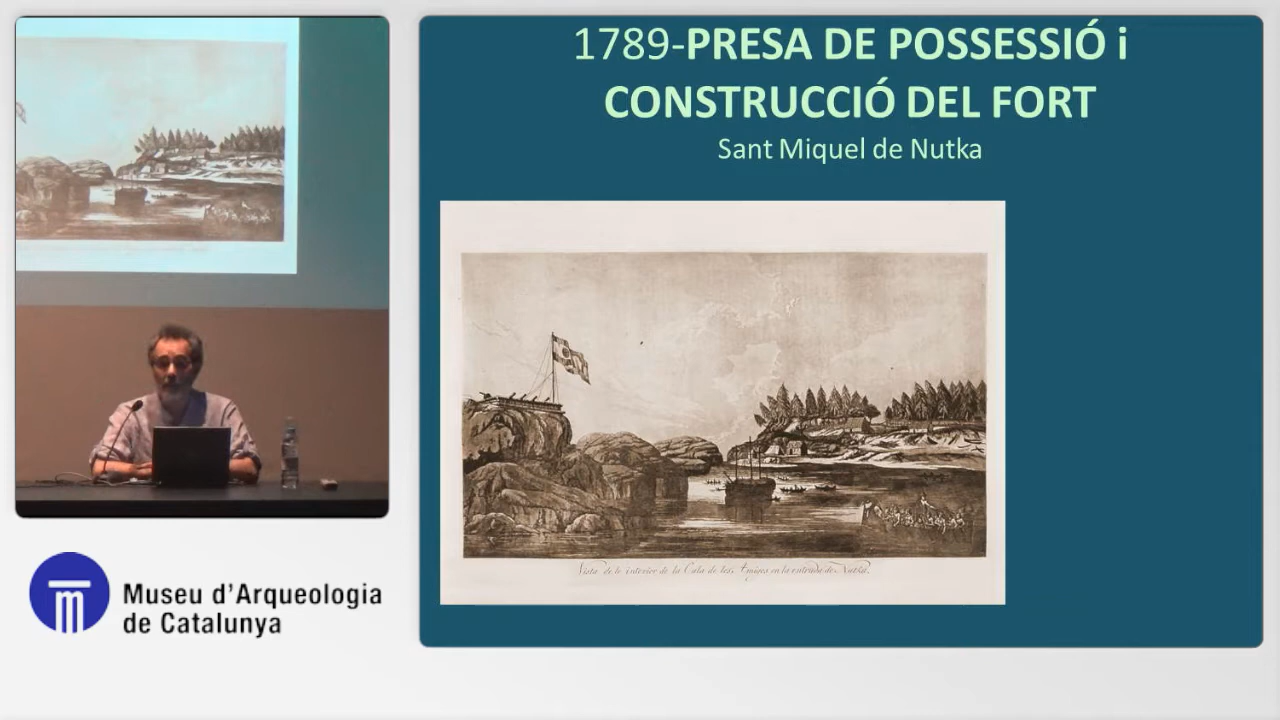 1789-PRESA DE POSSESSIÓ i
CONSTRUCCIÓ DEL FORT
Sant Miquel de Nutka
Vista de lo interior de la Cala de los Amigos en la entrada de Nutka.
Museu d'Arqueologia
de Catalunya